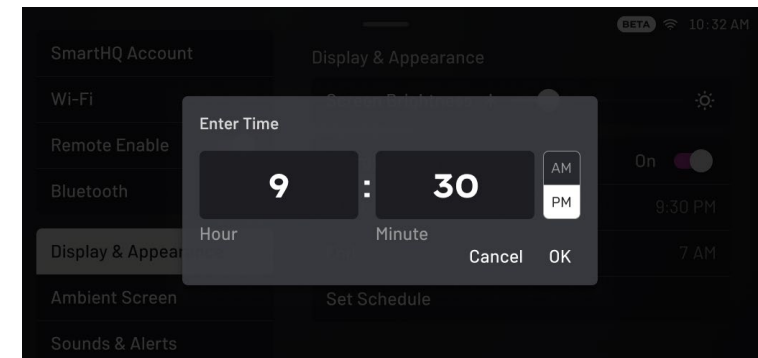 BETA 10:32 AM
SmartHQ Account
Display & Appearance
Wi-Fi
Remote Enable
On
Bluetooth
9:30 PM
Display & Appear
7 AM
Ambient Screen
Set Schedule
Sounds & Alerts
Enter Time
9 : 30
AM
PM
Hour Minute
Cancel OK